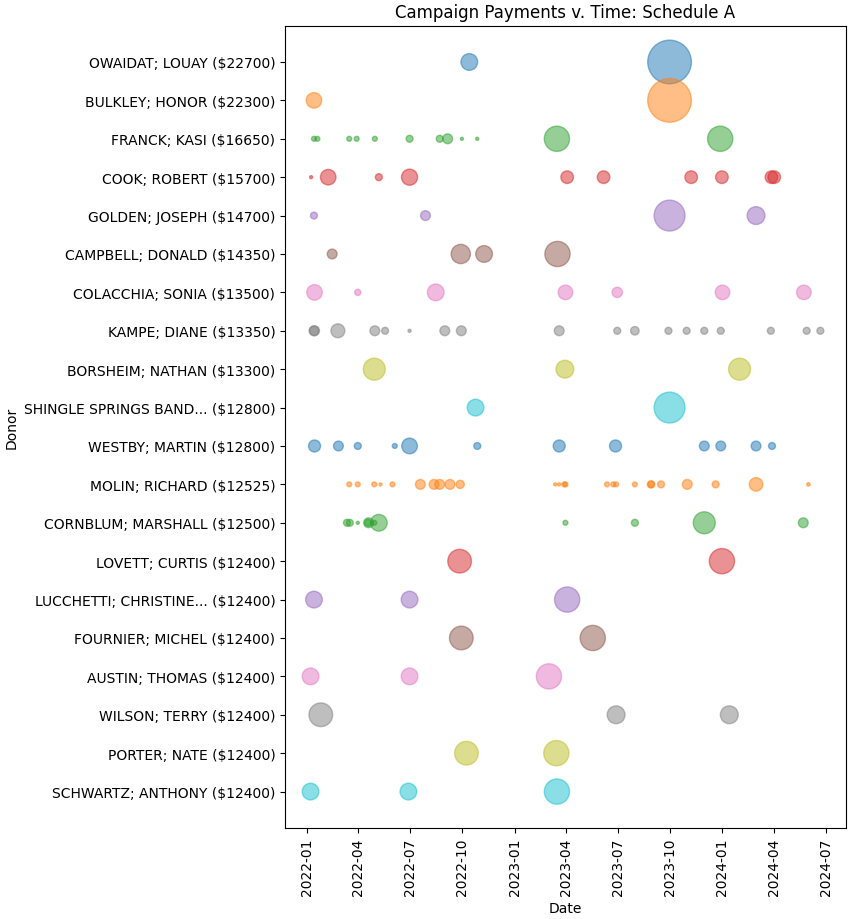 Campaign Payments v. Time: Schedule A
OWAIDAT; LOUAY ($22700)
BULKLEY; HONOR ($22300)
FRANCK; KASI ($16650)
COOK; ROBERT ($15700)
GOLDEN; JOSEPH ($14700)
CAMPBELL; DONALD ($14350)
COLACCHIA; SONIA ($13500)
KAMPE; DIANE ($13350)
BORSHEIM; NATHAN ($13300)
SHINGLE SPRINGS BAND... ($12800)
WESTBY; MARTIN ($12800)
MOLIN; RICHARD ($12525)
CORNBLUM; MARSHALL ($12500)
LOVETT; CURTIS ($12400)
LUCCHETTI; CHRISTINE... ($12400)
FOURNIER; MICHEL ($12400)
AUSTIN; THOMAS ($12400)
WILSON; TERRY ($12400)
PORTER; NATE ($12400)
SCHWARTZ; ANTHONY ($12400)
Donor
2022-01
2022-04
2022-07
2022-10
2023-01
2023-04
2023-07
2023-10
2024-01
2024-04
2024-07
Date